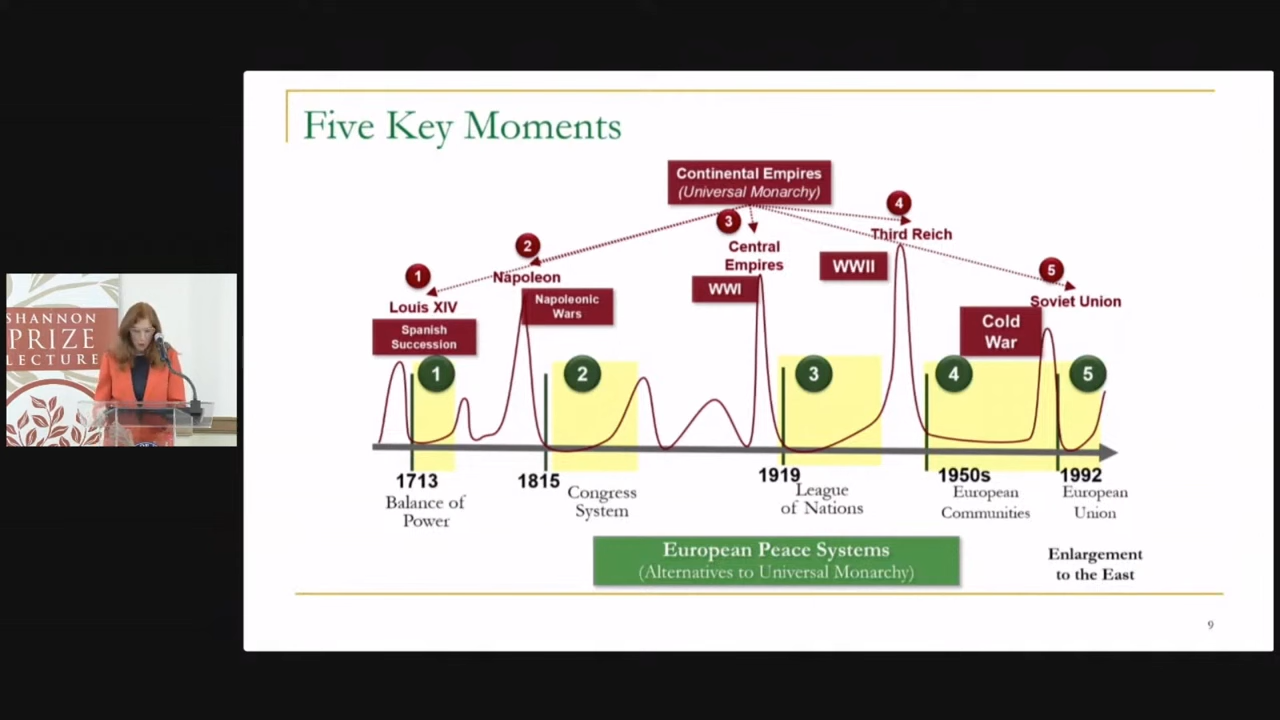 Five Key Moments
Continental Empires
(Universal Monarchy)
4
3
Third Reich
2
Central
Empires
WWII
5
1
Napoleon
Soviet Union
WWI
Louis XIV
Napoleonic
Wars
Cold
War
Spanish
Succession
1
2
3
4
5
1713
1815
1919
1950s
1992
Balance of
Power
Congress
System
League
of Nations
European
Communities
European
Union
European Peace Systems
(Alternatives to Universal Monarchy)
Enlargement
to the East
9
SHANNON
PRIZE
LECTURE